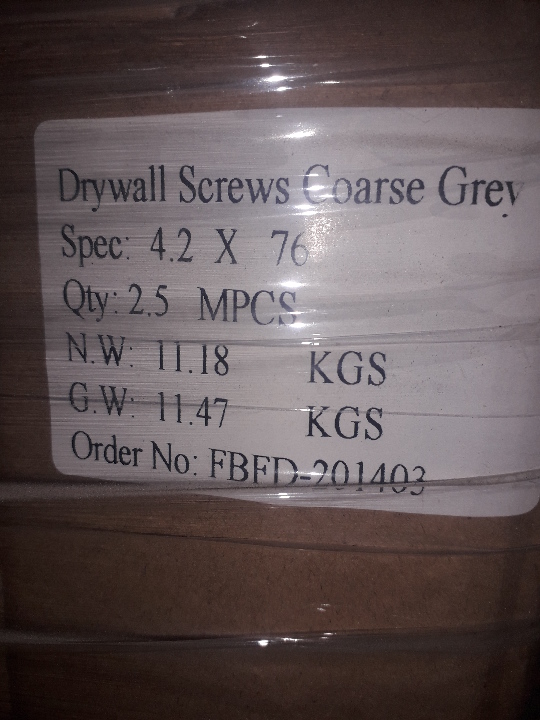 Drywall Screws Coarse Grey
Spec: 4.2 X 76
Qty: 2.5 MPCS
N.W: 11.18 KGS
G.W: 11.47 KGS
Order No: FBFD-201403